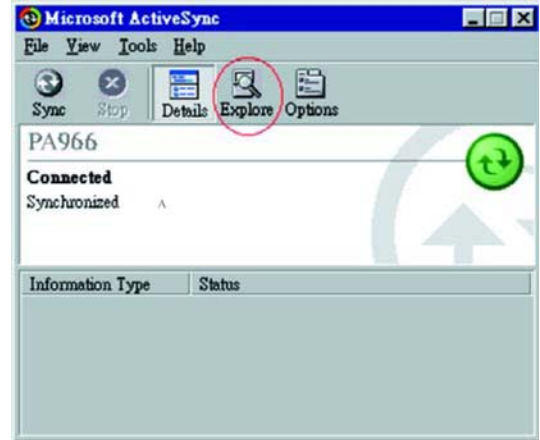 Microsoft ActiveSync
File View Tools Help
Sync Stop Details Explore Options
PA966
Connected
Synchronized
Information Type Status